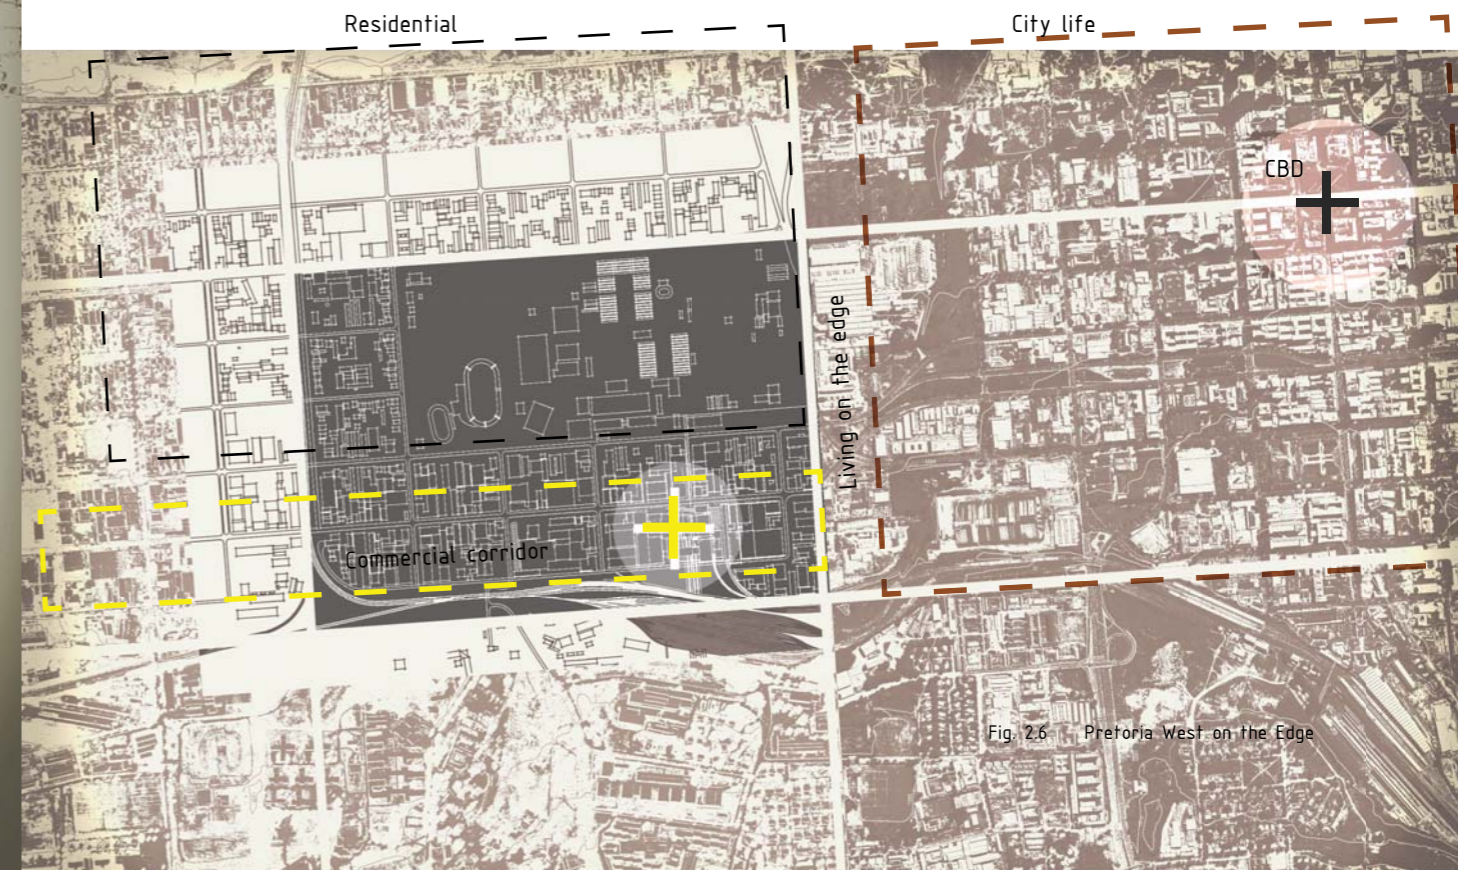 Residential
City life
CBD
Living on the edge
Commercial corridor
Fig. 2.6 Pretoria West on the Edge